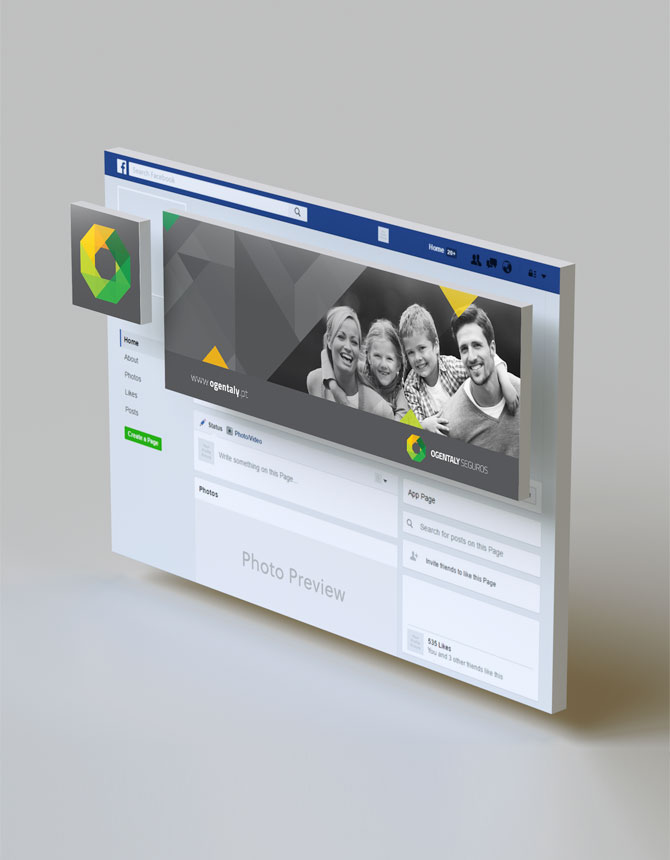 f
Search Facebook
Home 20+
Home
About
Photos
Likes
Posts
Create a Page
www.ogentaly.pt
OGENTALY SEGUROS
Status Photo/Video
Write something on this Page...
Photos
Photo Preview
App Page
Search for posts on this Page
Invite friends to like this Page
535 Likes
You and 3 other friends like this